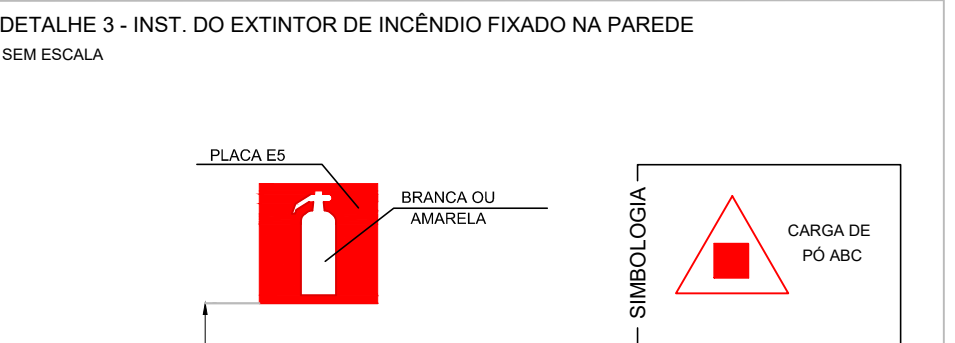 DETALHE 3 - INST. DO EXTINTOR DE INCÊNDIO FIXADO NA PAREDE
SEM ESCALA
PLACA E5
BRANCA OU
AMARELA
SIMBOLOGIA
CARGA DE
PÓ ABC